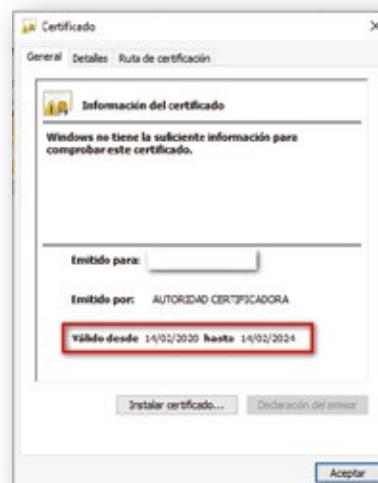 Certificado
General Detalles Ruta de certificación
Información del certificado
Windows no tiene la suficiente información para
comprobar este certificado.
Emitido para:
Emitido por: AUTORIDAD CERTIFICADORA
Válido desde 14/02/2020 hasta 14/02/2024
Instalar certificado... Declaración del emisor
Aceptar